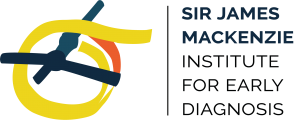 SIR JAMES
MACKENZIE
INSTITUTE
FOR EARLY
DIAGNOSIS